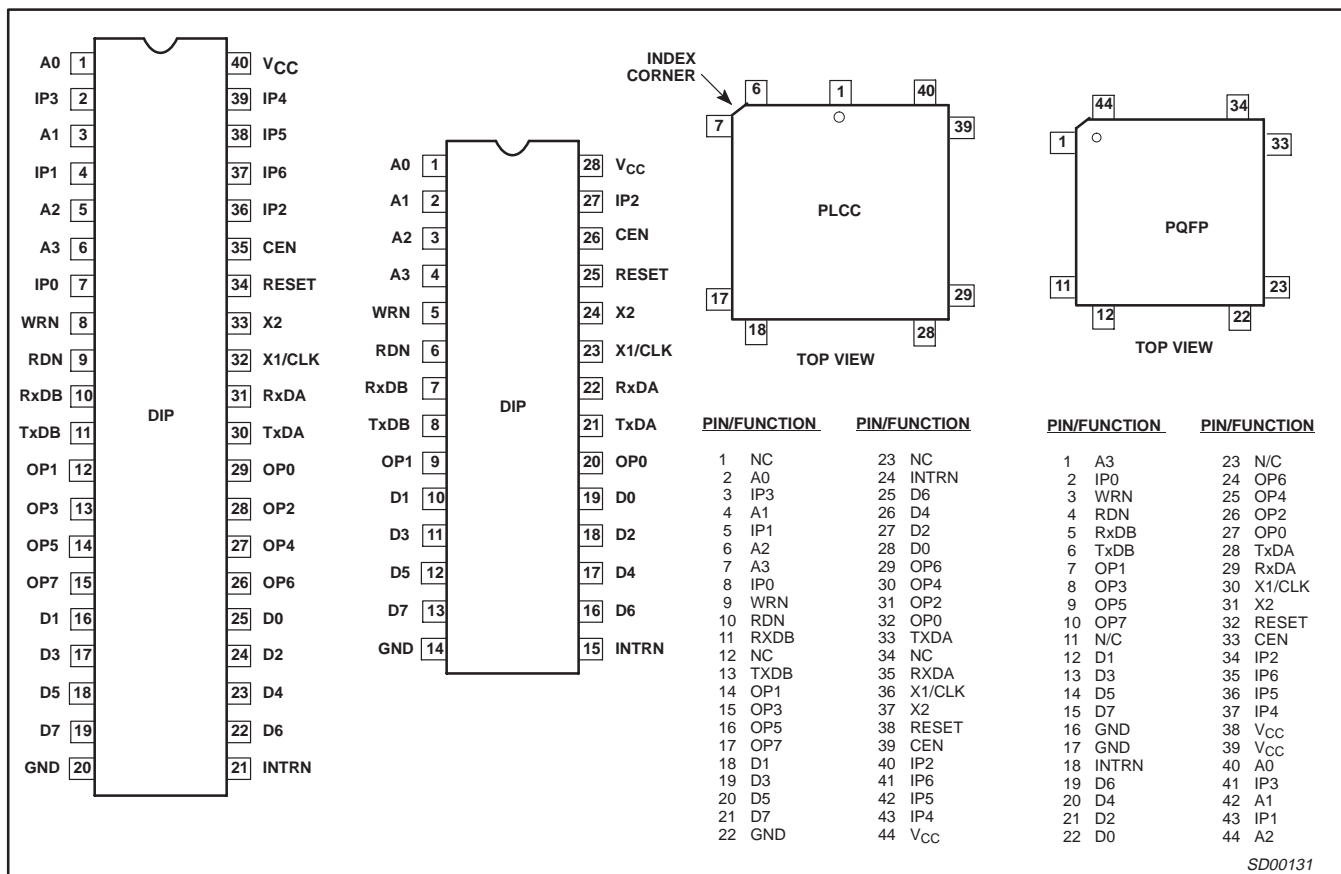 A0 1 40 VCC
IP3 2 39 IP4
A1 3 38 IP5
IP1 4 37 IP6
A2 5 36 IP2
A3 6 35 CEN
IP0 7 34 RESET
WRN 8 33 X2
RDN 9 32 X1/CLK
RxDB 10 31 RxDA
DIP
TxDB 11 30 TxDA
OP1 12 29 OP0
OP3 13 28 OP2
OP5 14 27 OP4
OP7 15 26 OP6
D1 16 25 D0
D3 17 24 D2
D5 18 23 D4
D7 19 22 D6
GND 20 21 INTRN
A0 1 28 VCC
A1 2 27 IP2
A2 3 26 CEN
A3 4 25 RESET
WRN 5 24 X2
RDN 6 23 X1/CLK
RxDB 7 22 RxDA
DIP
TxDB 8 21 TxDA
OP1 9 20 OP0
D1 10 19 D0
D3 11 18 D2
D5 12 17 D4
D7 13 16 D6
GND 14 15 INTRN
INDEX
CORNER
6 1 40
7 39
PLCC
17 29
18 28
TOP VIEW
44 34
1 33
PQFP
11 23
12 22
TOP VIEW
PIN/FUNCTION PIN/FUNCTION
1 NC 23 NC
2 A0 24 INTRN
3 IP3 25 D6
4 A1 26 D4
5 IP1 27 D2
6 A2 28 D0
7 A3 29 OP6
8 IP0 30 OP4
9 WRN 31 OP2
10 RDN 32 OP0
11 RXDB 33 TXDA
12 NC 34 NC
13 TXDB 35 RXDA
14 OP1 36 X1/CLK
15 OP3 37 X2
16 OP5 38 RESET
17 OP7 39 CEN
18 D1 40 IP2
19 D3 41 IP6
20 D5 42 IP5
21 D7 43 IP4
22 GND 44 VCC
PIN/FUNCTION PIN/FUNCTION
1 A3 23 N/C
2 IP0 24 OP6
3 WRN 25 OP4
4 RDN 26 OP2
5 RxDB 27 OP0
6 TxDB 28 TxDA
7 OP1 29 RxDA
8 OP3 30 X1/CLK
9 OP5 31 X2
10 OP7 32 RESET
11 N/C 33 CEN
12 D1 34 IP2
13 D3 35 IP6
14 D5 36 IP5
15 D7 37 IP4
16 GND 38 VCC
17 GND 39 VCC
18 INTRN 40 A0
19 D6 41 IP3
20 D4 42 A1
21 D2 43 IP1
22 D0 44 A2
SD00131